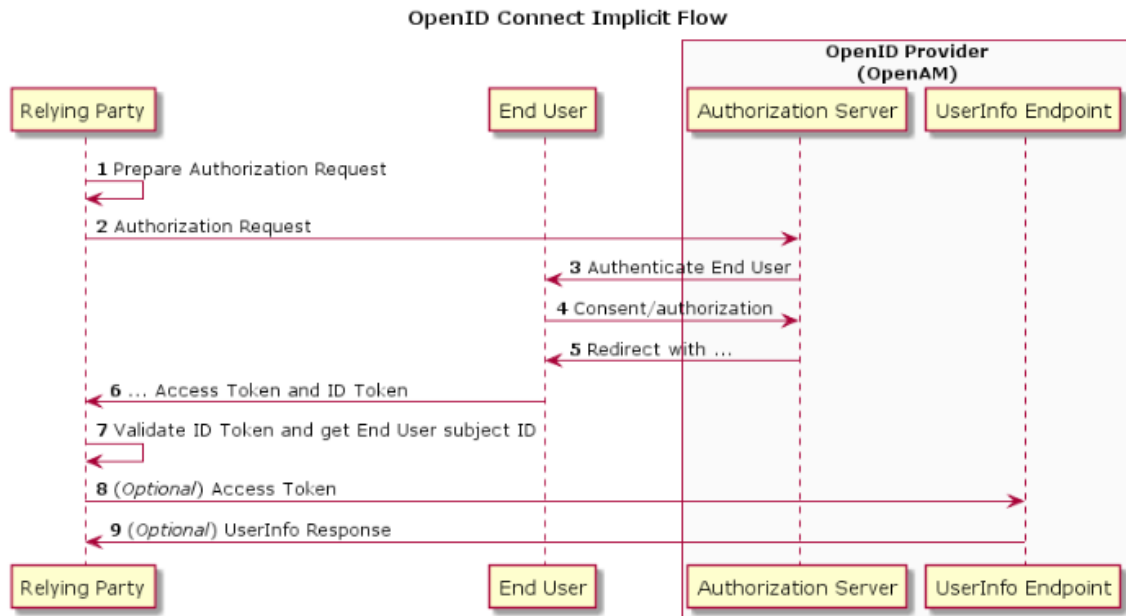 OpenID Connect Implicit Flow
OpenID Provider
(OpenAM)
Relying Party
End User
Authorization Server
UserInfo Endpoint
1 Prepare Authorization Request
2 Authorization Request
3 Authenticate End User
4 Consent/authorization
5 Redirect with ...
6 ... Access Token and ID Token
7 Validate ID Token and get End User subject ID
8 (Optional) Access Token
9 (Optional) UserInfo Response
Relying Party
End User
Authorization Server
UserInfo Endpoint